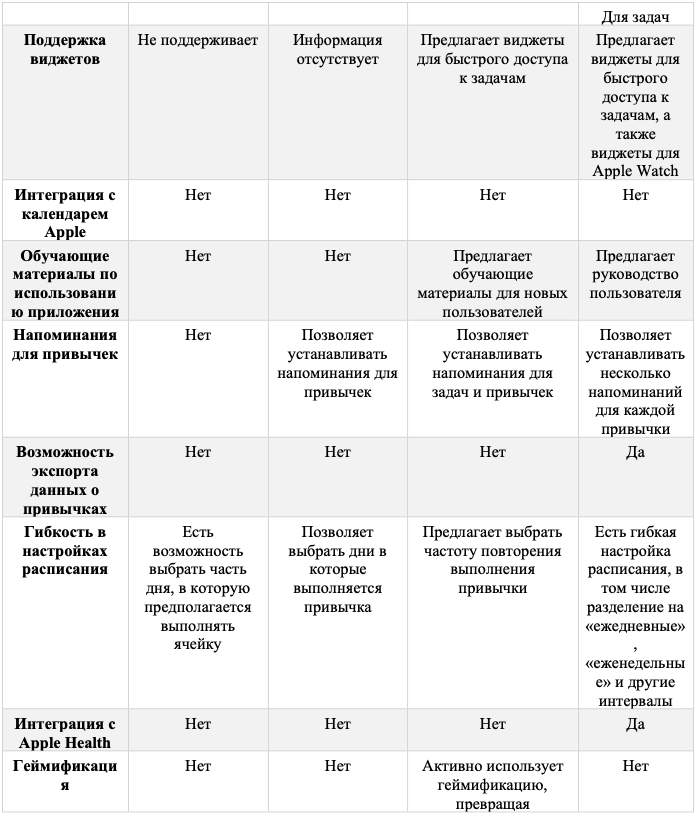 Для задач
Поддержка
виджетов
Не поддерживает
Информация
отсутствует
Предлагает виджеты
для быстрого доступа
к задачам
Предлагает
виджеты для
быстрого
доступа к
задачам, а
также
виджеты для
Apple Watch
Интеграция с
календарем
Apple
Нет
Нет
Нет
Нет
Обучающие
материалы по
использовани
ю приложения
Нет
Нет
Предлагает
обучающие
материалы для новых
пользователей
Предлагает
руководство
пользователя
Напоминания
для привычек
Нет
Позволяет
устанавливать
напоминания для
привычек
Позволяет
устанавливать
напоминания для
задач и привычек
Позволяет
устанавливать
несколько
напоминаний
для каждой
привычки
Возможность
экспорта
данных о
привычках
Нет
Нет
Нет
Да
Гибкость в
настройках
расписания
Есть
возможность
выбрать часть
дня, в которую
предполагается
выполнять
ячейку
Позволяет
выбрать дни в
которые
выполняется
привычка
Предлагает выбрать
частоту повторения
выполнения
привычки
Есть гибкая
настройка
расписания, в
том числе
разделение на
«ежедневные»
,
«еженедельны
е» и другие
интервалы
Интеграция с
Apple Health
Нет
Нет
Нет
Да
Геймификаци
я
Нет
Нет
Активно использует
геймификацию,
превращая
Нет